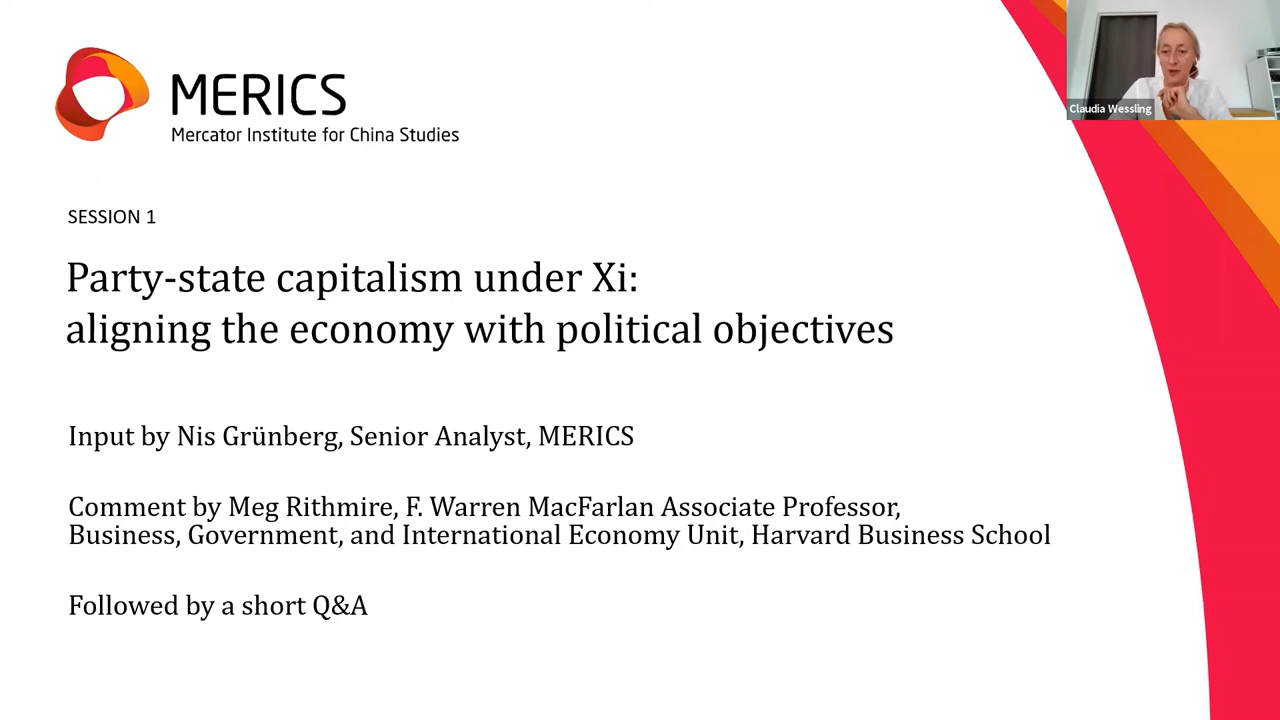 MERICS
Mercator Institute for China Studies
Claudia Wessling
SESSION 1
Party-state capitalism under Xi:
aligning the economy with political objectives
Input by Nis Grünberg, Senior Analyst, MERICS
Comment by Meg Rithmire, F. Warren MacFarlan Associate Professor,
Business, Government, and International Economy Unit, Harvard Business School
Followed by a short Q&A